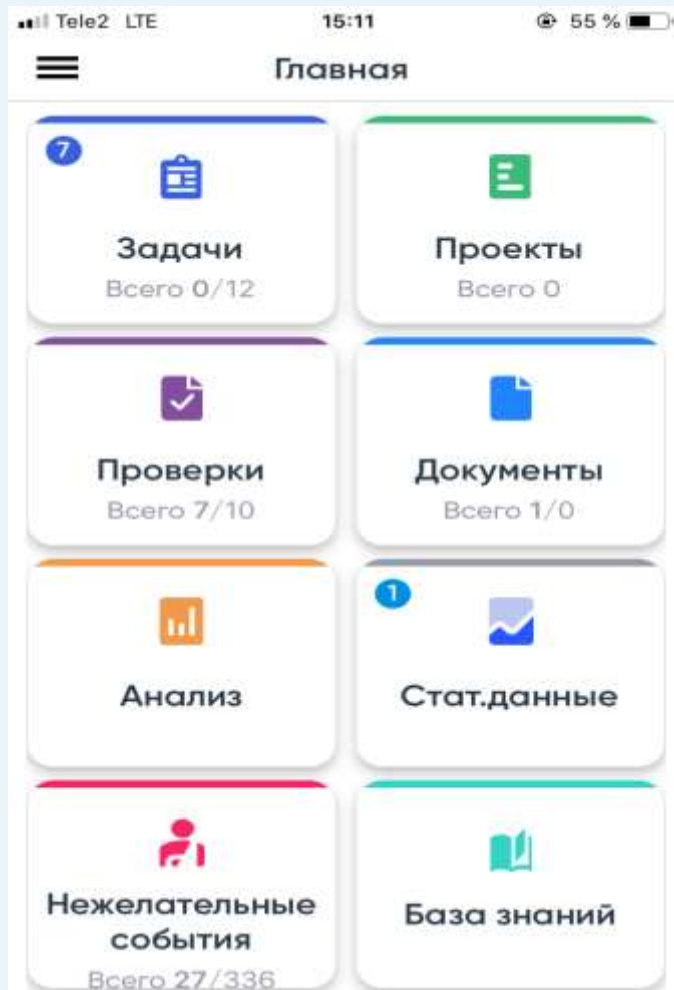 Tele2 LTE 15:11 55 %
Главная
7
Задачи
Всего 0/12
Проекты
Всего 0
Проверки
Всего 7/10
Документы
Всего 1/0
Анализ
1
Стат.данные
Нежелательные
события
Всего 27/336
База знаний